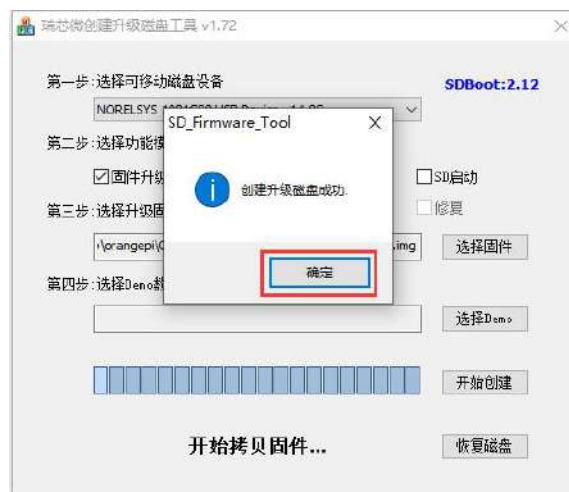 瑞芯微创建升级磁盘工具 v1.72
第一步:选择可移动磁盘设备
SDBoot:2.12
NORELSYS
SD_Firmware_Tool
第二步:选择功能模
固件升级
创建升级磁盘成功.
SD启动
第三步:选择升级固
修复
\orangepi\
.img
选择固件
确定
第四步:选择Demo数
选择Demo
开始创建
开始拷贝固件...
恢复磁盘